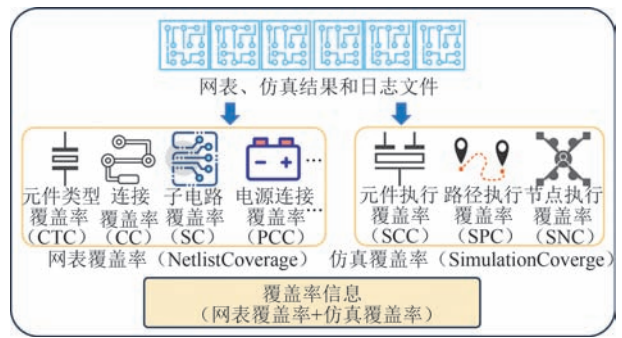 网表、仿真结果和日志文件
元件类型 连接 子电路 电源连接 ...
覆盖率 覆盖率 覆盖率 覆盖率 ...
（CTC） （CC） （SC） （PCC）
元件执行 路径执行 节点执行
覆盖率 覆盖率 覆盖率
（SCC） （SPC） （SNC）
网表覆盖率（NetlistCoverage）
仿真覆盖率（SimulationCoverge）
覆盖率信息
（网表覆盖率+仿真覆盖率）